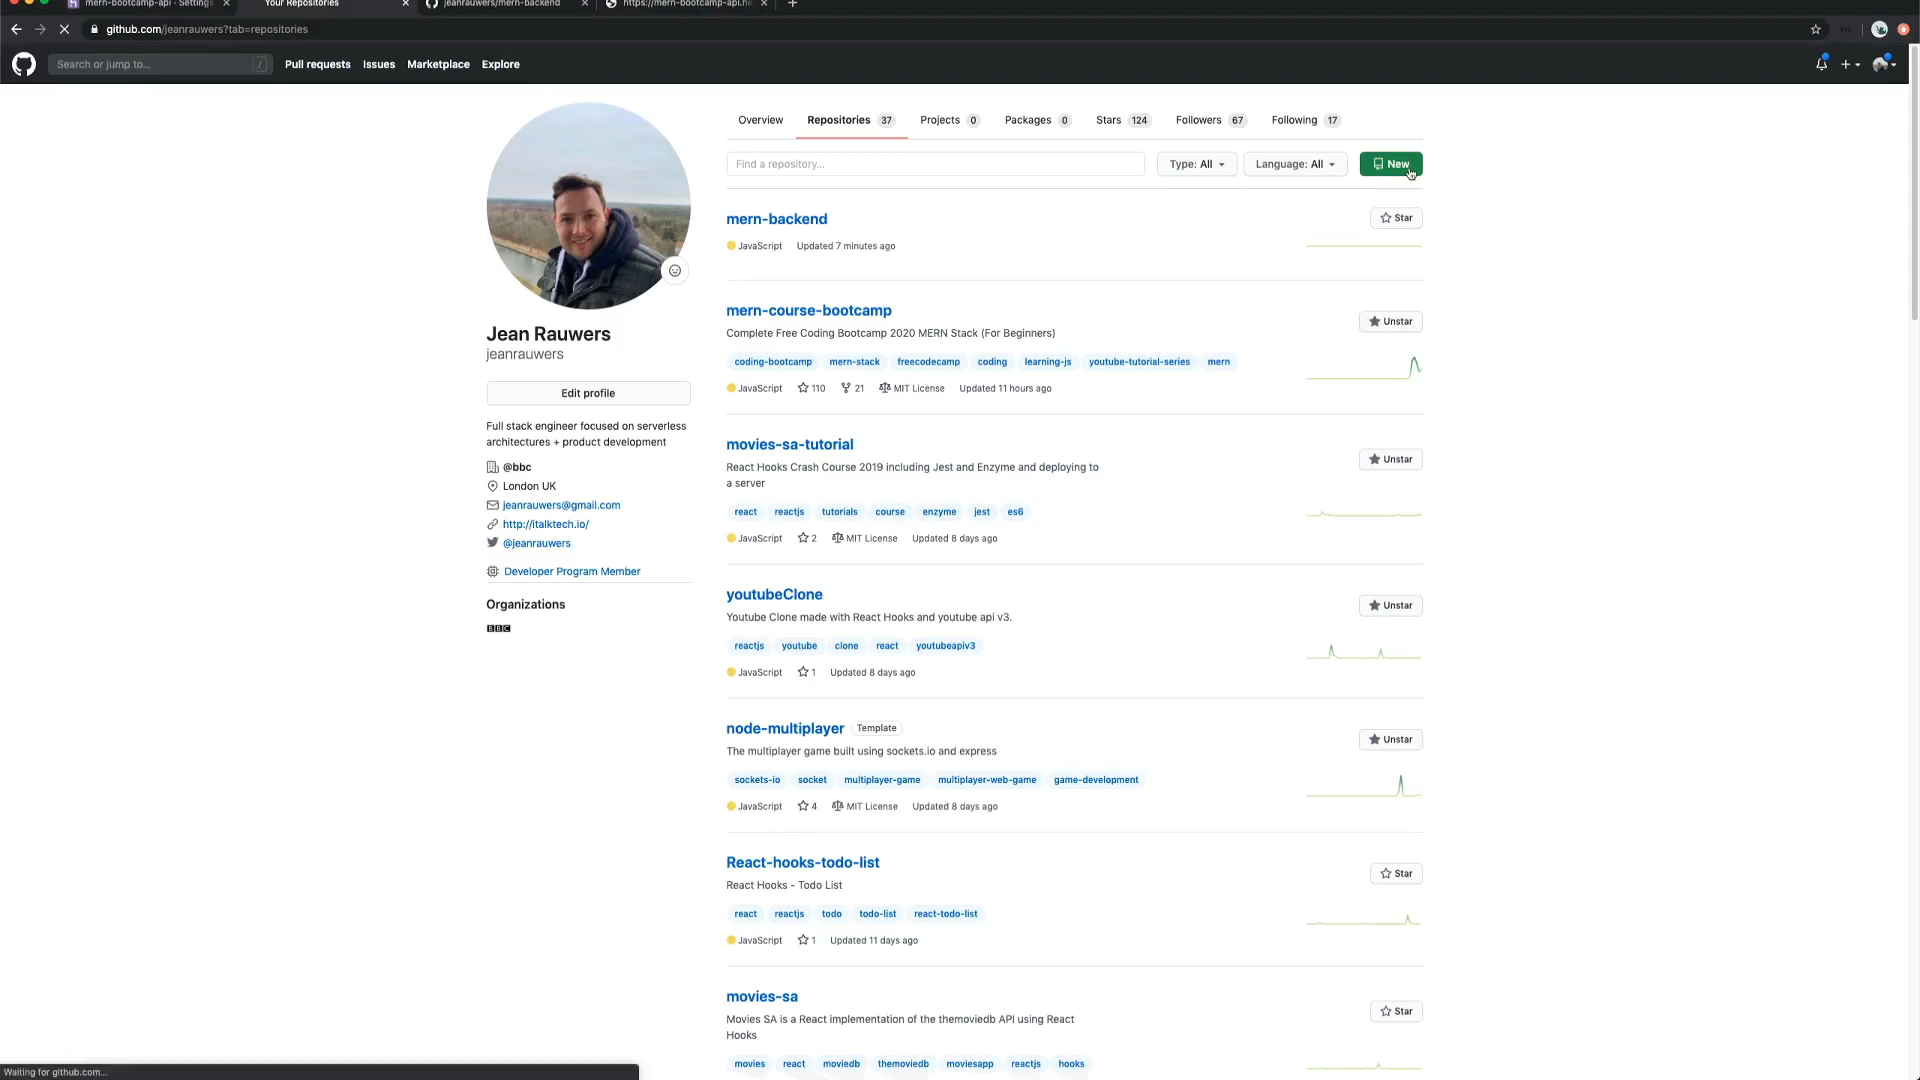 mern-bootcamp-api · Settings
Your Repositories
jeanrauwers/mern-backend
https://mern-bootcamp-api.he
github.com/jeanrauwers?tab=repositories
Search or jump to...
/
Pull requests
Issues
Marketplace
Explore
Overview
Repositories 37
Projects 0
Packages 0
Stars 124
Followers 67
Following 17
Find a repository...
Type: All
Language: All
New
Jean Rauwers
jeanrauwers
Edit profile
Full stack engineer focused on serverless
architectures + product development
@bbc
London UK
jeanrauwers@gmail.com
http://italktech.io/
@jeanrauwers
Developer Program Member
Organizations
BBC
mern-backend
Star
JavaScript Updated 7 minutes ago
mern-course-bootcamp
Unstar
Complete Free Coding Bootcamp 2020 MERN Stack (For Beginners)
coding-bootcamp mern-stack freecodecamp coding learning-js youtube-tutorial-series mern
JavaScript 110 21 MIT License Updated 11 hours ago
movies-sa-tutorial
Unstar
React Hooks Crash Course 2019 including Jest and Enzyme and deploying to
a server
react reactjs tutorials course enzyme jest es6
JavaScript 2 MIT License Updated 8 days ago
youtubeClone
Unstar
Youtube Clone made with React Hooks and youtube api v3.
reactjs youtube clone react youtubeapiv3
JavaScript 1 Updated 8 days ago
node-multiplayer Template
Unstar
The multiplayer game built using sockets.io and express
sockets-io socket multiplayer-game multiplayer-web-game game-development
JavaScript 4 MIT License Updated 8 days ago
React-hooks-todo-list
Star
React Hooks - Todo List
react reactjs todo todo-list react-todo-list
JavaScript 1 Updated 11 days ago
movies-sa
Star
Movies SA is a React implementation of the themoviedb API using React
Hooks
movies react moviedb themoviedb moviesapp reactjs hooks
Waiting for github.com...